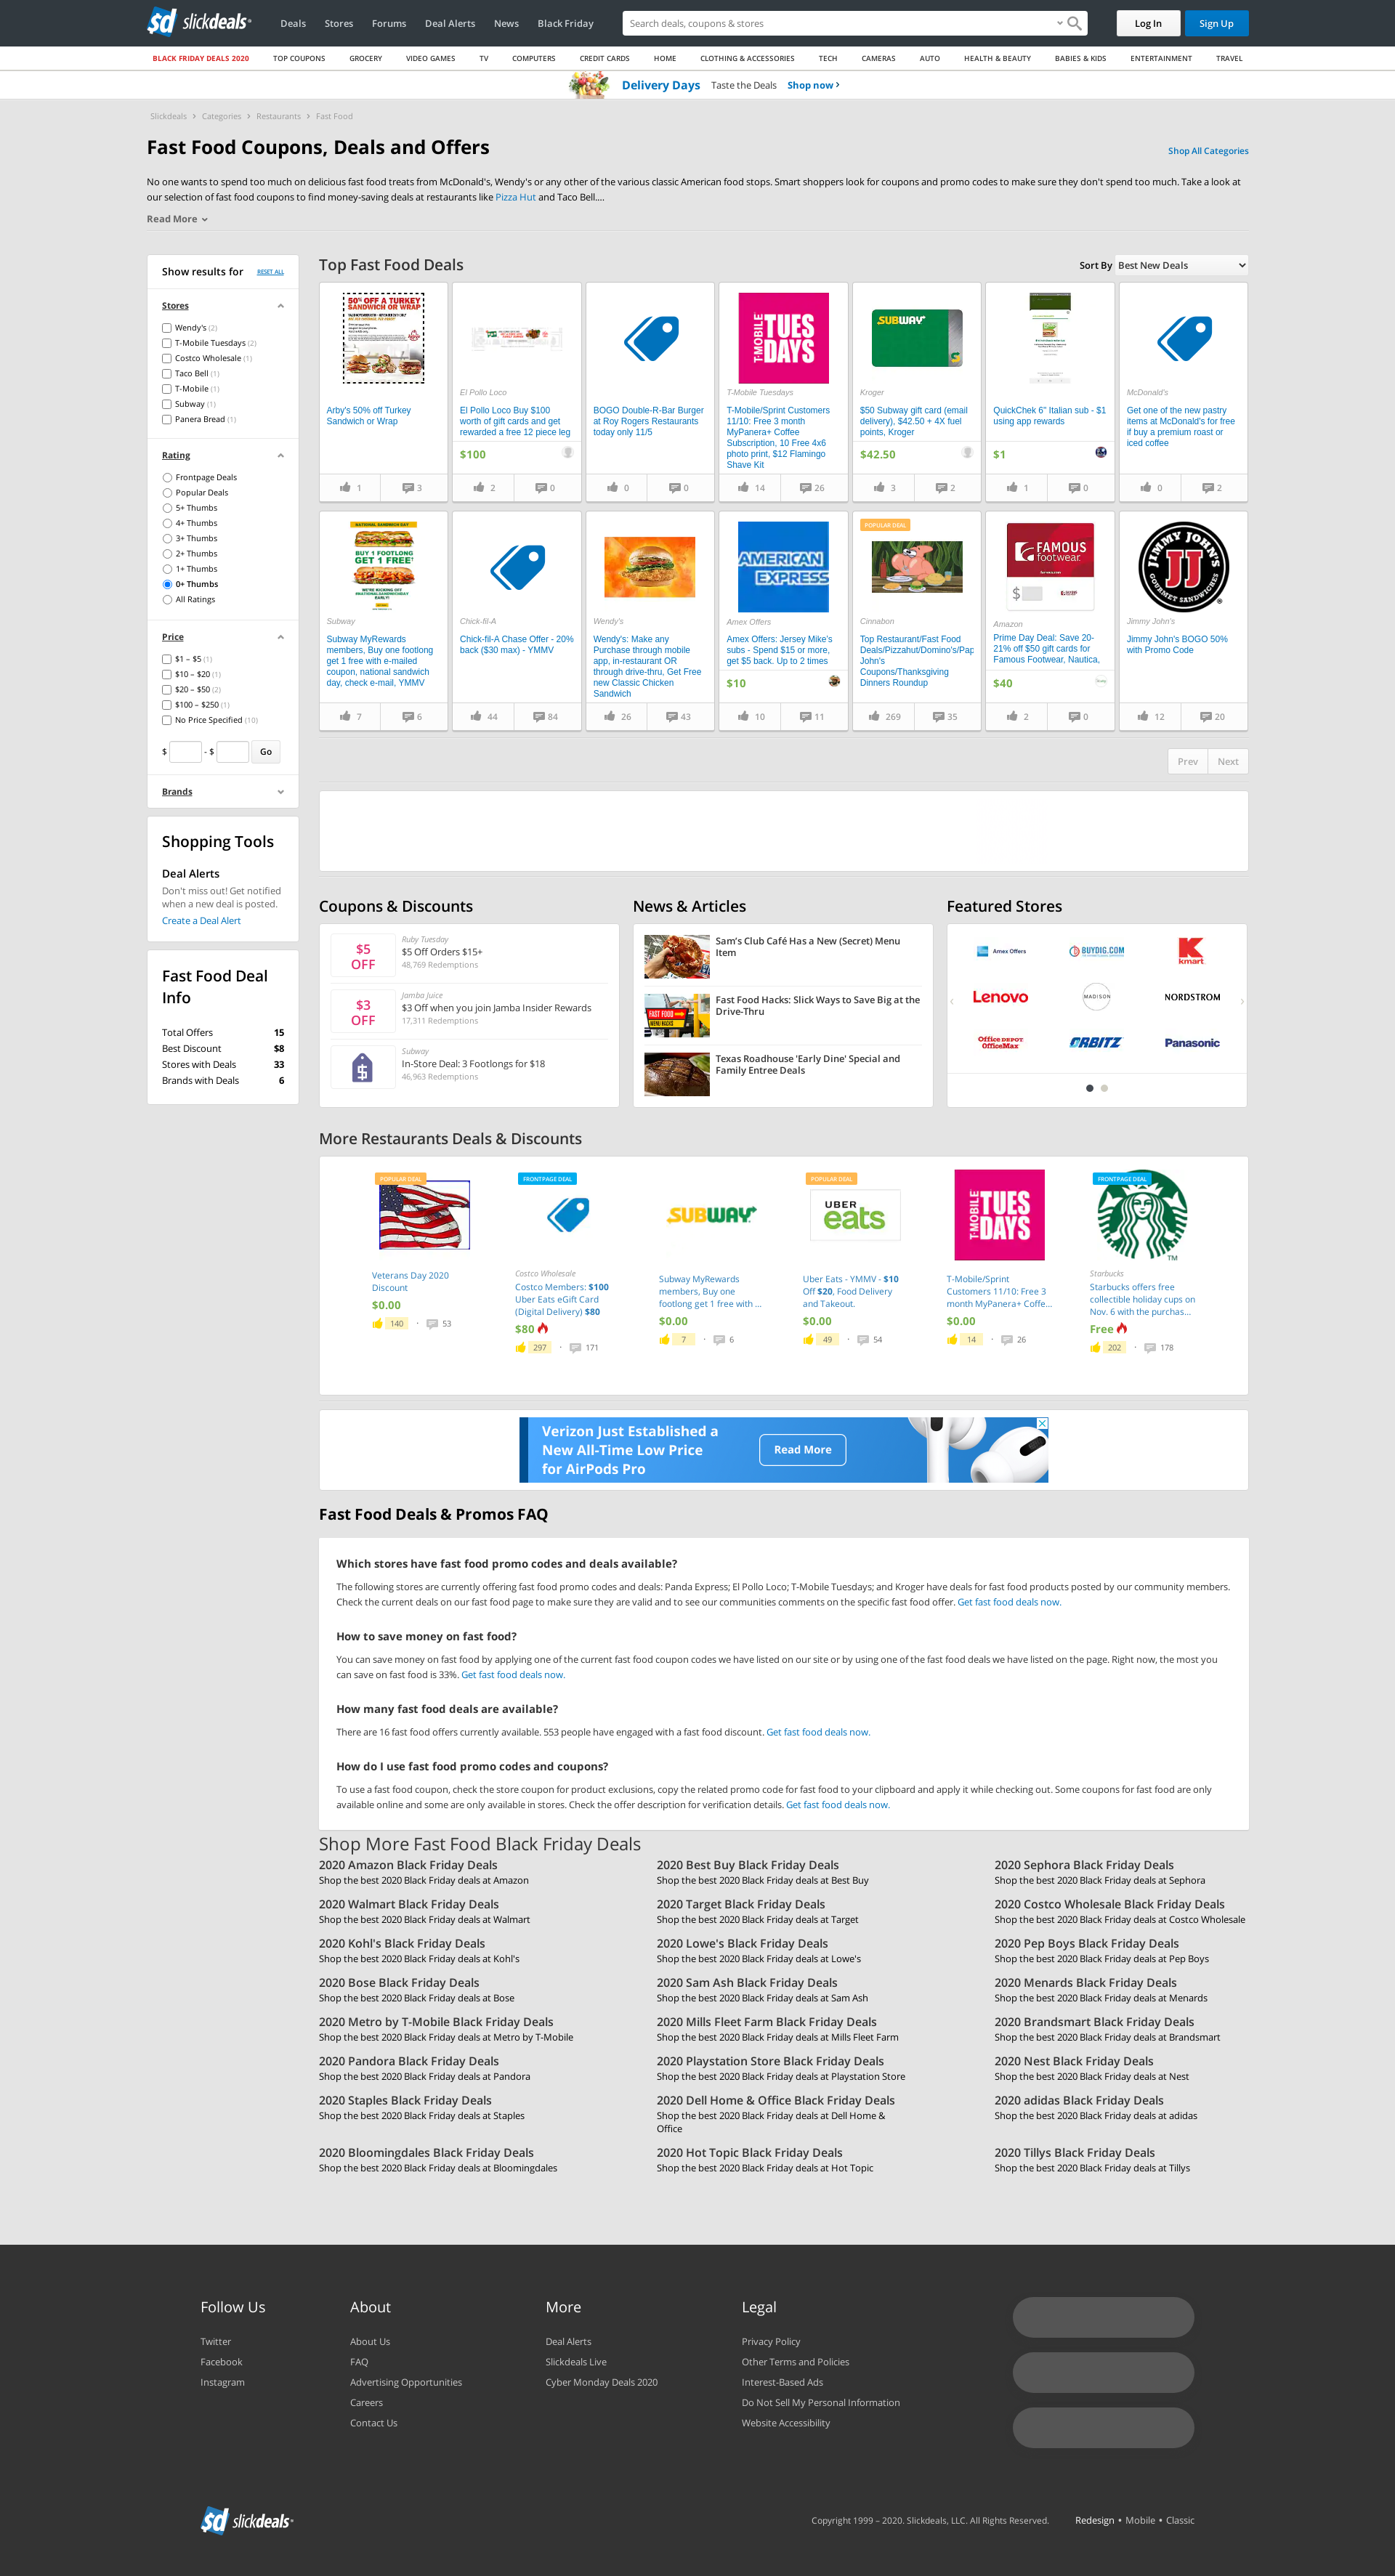 sd slickdeals
Deals
Stores
Forums
Deal Alerts
News
Black Friday
Search deals, coupons & stores
Log In
Sign Up
BLACK FRIDAY DEALS 2020
TOP COUPONS
GROCERY
VIDEO GAMES
TV
COMPUTERS
CREDIT CARDS
HOME
CLOTHING & ACCESSORIES
TECH
CAMERAS
AUTO
HEALTH & BEAUTY
BABIES & KIDS
ENTERTAINMENT
TRAVEL
Delivery Days Taste the Deals Shop now ›
Slickdeals › Categories › Restaurants › Fast Food
Fast Food Coupons, Deals and Offers
Shop All Categories
No one wants to spend too much on delicious fast food treats from McDonald's, Wendy's or any other of the various classic American food stops. Smart shoppers look for coupons and promo codes to make sure they don't spend too much. Take a look at
our selection of fast food coupons to find money-saving deals at restaurants like Pizza Hut and Taco Bell....
Read More
Show results for
RESET ALL
Stores
Wendy's (2)
T-Mobile Tuesdays (2)
Costco Wholesale (1)
Taco Bell (1)
T-Mobile (1)
Subway (1)
Panera Bread (1)
Rating
Frontpage Deals
Popular Deals
5+ Thumbs
4+ Thumbs
3+ Thumbs
2+ Thumbs
1+ Thumbs
0+ Thumbs
All Ratings
Price
$1 – $5 (1)
$10 – $20 (1)
$20 – $50 (2)
$100 – $250 (1)
No Price Specified (10)
$ - $ Go
Brands
Shopping Tools
Deal Alerts
Don't miss out! Get notified
when a new deal is posted.
Create a Deal Alert
Fast Food Deal
Info
Total Offers 15
Best Discount $8
Stores with Deals 33
Brands with Deals 6
Top Fast Food Deals
Sort By Best New Deals
50% OFF A TURKEY
SANDWICH OR WRAP
Arby's 50% off Turkey
Sandwich or Wrap
1 3
El Pollo Loco
El Pollo Loco Buy $100
worth of gift cards and get
rewarded a free 12 piece leg
$100
2 0
BOGO Double-R-Bar Burger
at Roy Rogers Restaurants
today only 11/5
0 0
T-MOBILE TUES DAYS
T-Mobile Tuesdays
T-Mobile/Sprint Customers
11/10: Free 3 month
MyPanera+ Coffee
Subscription, 10 Free 4x6
photo print, $12 Flamingo
Shave Kit
14 26
SUBWAY
Kroger
$50 Subway gift card (email
delivery), $42.50 + 4X fuel
points, Kroger
$42.50
3 2
QuickChek 6" Italian sub - $1
using app rewards
$1
1 0
McDonald's
Get one of the new pastry
items at McDonald's for free
if buy a premium roast or
iced coffee
0 2
NATIONAL SANDWICH DAY
BUY 1 FOOTLONG
GET 1 FREE
Subway
Subway MyRewards
members, Buy one footlong
get 1 free with e-mailed
coupon, national sandwich
day, check e-mail, YMMV
7 6
Chick-fil-A
Chick-fil-A Chase Offer - 20%
back ($30 max) - YMMV
44 84
Wendy's
Wendy's: Make any
Purchase through mobile
app, in-restaurant OR
through drive-thru, Get Free
new Classic Chicken
Sandwich
26 43
AMERICAN
EXPRESS
Amex Offers
Amex Offers: Jersey Mike's
subs - Spend $15 or more,
get $5 back. Up to 2 times
$10
10 11
POPULAR DEAL
Cinnabon
Top Restaurant/Fast Food
Deals/Pizzahut/Domino's/Pap
John's
Coupons/Thanksgiving
Dinners Roundup
269 35
FAMOUS
footwear
$
Amazon
Prime Day Deal: Save 20-
21% off $50 gift cards for
Famous Footwear, Nautica,
$40
2 0
JIMMY JOHN'S
JJ
GOURMET SANDWICHES
Jimmy John's
Jimmy John's BOGO 50%
with Promo Code
12 20
Prev
Next
Coupons & Discounts
$5
OFF
Ruby Tuesday
$5 Off Orders $15+
48,769 Redemptions
$3
OFF
Jamba Juice
$3 Off when you join Jamba Insider Rewards
17,311 Redemptions
Subway
In-Store Deal: 3 Footlongs for $18
46,963 Redemptions
News & Articles
Sam's Club Café Has a New (Secret) Menu
Item
FAST FOOD
MENU HACKS
Fast Food Hacks: Slick Ways to Save Big at the
Drive-Thru
Texas Roadhouse 'Early Dine' Special and
Family Entree Deals
Featured Stores
Amex Offers
BUYDIG.COM
K kmart
Lenovo
MADISON
NORDSTROM
Office DEPOT
OfficeMax
ORBITZ
Panasonic
More Restaurants Deals & Discounts
POPULAR DEAL
Veterans Day 2020
Discount
$0.00
140 · 53
FRONTPAGE DEAL
Costco Wholesale
Costco Members: $100
Uber Eats eGift Card
(Digital Delivery) $80
$80
297 · 171
SUBWAY
Subway MyRewards
members, Buy one
footlong get 1 free with ...
$0.00
7 · 6
POPULAR DEAL
UBER
eats
Uber Eats - YMMV - $10
Off $20, Food Delivery
and Takeout.
$0.00
49 · 54
T-MOBILE TUES DAYS
T-Mobile/Sprint
Customers 11/10: Free 3
month MyPanera+ Coffe...
$0.00
14 · 26
FRONTPAGE DEAL
Starbucks
Starbucks offers free
collectible holiday cups on
Nov. 6 with the purchas...
Free
202 · 178
Verizon Just Established a
New All-Time Low Price
for AirPods Pro
Read More
Fast Food Deals & Promos FAQ
Which stores have fast food promo codes and deals available?
The following stores are currently offering fast food promo codes and deals: Panda Express; El Pollo Loco; T-Mobile Tuesdays; and Kroger have deals for fast food products posted by our community members.
Check the current deals on our fast food page to make sure they are valid and to see our communities comments on the specific fast food offer. Get fast food deals now.
How to save money on fast food?
You can save money on fast food by applying one of the current fast food coupon codes we have listed on our site or by using one of the fast food deals we have listed on the page. Right now, the most you
can save on fast food is 33%. Get fast food deals now.
How many fast food deals are available?
There are 16 fast food offers currently available. 553 people have engaged with a fast food discount. Get fast food deals now.
How do I use fast food promo codes and coupons?
To use a fast food coupon, check the store coupon for product exclusions, copy the related promo code for fast food to your clipboard and apply it while checking out. Some coupons for fast food are only
available online and some are only available in stores. Check the offer description for verification details. Get fast food deals now.
Shop More Fast Food Black Friday Deals
2020 Amazon Black Friday Deals
Shop the best 2020 Black Friday deals at Amazon
2020 Best Buy Black Friday Deals
Shop the best 2020 Black Friday deals at Best Buy
2020 Sephora Black Friday Deals
Shop the best 2020 Black Friday deals at Sephora
2020 Walmart Black Friday Deals
Shop the best 2020 Black Friday deals at Walmart
2020 Target Black Friday Deals
Shop the best 2020 Black Friday deals at Target
2020 Costco Wholesale Black Friday Deals
Shop the best 2020 Black Friday deals at Costco Wholesale
2020 Kohl's Black Friday Deals
Shop the best 2020 Black Friday deals at Kohl's
2020 Lowe's Black Friday Deals
Shop the best 2020 Black Friday deals at Lowe's
2020 Pep Boys Black Friday Deals
Shop the best 2020 Black Friday deals at Pep Boys
2020 Bose Black Friday Deals
Shop the best 2020 Black Friday deals at Bose
2020 Sam Ash Black Friday Deals
Shop the best 2020 Black Friday deals at Sam Ash
2020 Menards Black Friday Deals
Shop the best 2020 Black Friday deals at Menards
2020 Metro by T-Mobile Black Friday Deals
Shop the best 2020 Black Friday deals at Metro by T-Mobile
2020 Mills Fleet Farm Black Friday Deals
Shop the best 2020 Black Friday deals at Mills Fleet Farm
2020 Brandsmart Black Friday Deals
Shop the best 2020 Black Friday deals at Brandsmart
2020 Pandora Black Friday Deals
Shop the best 2020 Black Friday deals at Pandora
2020 Playstation Store Black Friday Deals
Shop the best 2020 Black Friday deals at Playstation Store
2020 Nest Black Friday Deals
Shop the best 2020 Black Friday deals at Nest
2020 Staples Black Friday Deals
Shop the best 2020 Black Friday deals at Staples
2020 Dell Home & Office Black Friday Deals
Shop the best 2020 Black Friday deals at Dell Home &
Office
2020 adidas Black Friday Deals
Shop the best 2020 Black Friday deals at adidas
2020 Bloomingdales Black Friday Deals
Shop the best 2020 Black Friday deals at Bloomingdales
2020 Hot Topic Black Friday Deals
Shop the best 2020 Black Friday deals at Hot Topic
2020 Tillys Black Friday Deals
Shop the best 2020 Black Friday deals at Tillys
Follow Us
Twitter
Facebook
Instagram
About
About Us
FAQ
Advertising Opportunities
Careers
Contact Us
More
Deal Alerts
Slickdeals Live
Cyber Monday Deals 2020
Legal
Privacy Policy
Other Terms and Policies
Interest-Based Ads
Do Not Sell My Personal Information
Website Accessibility
sd slickdeals
Copyright 1999 – 2020. Slickdeals, LLC. All Rights Reserved.
Redesign • Mobile • Classic